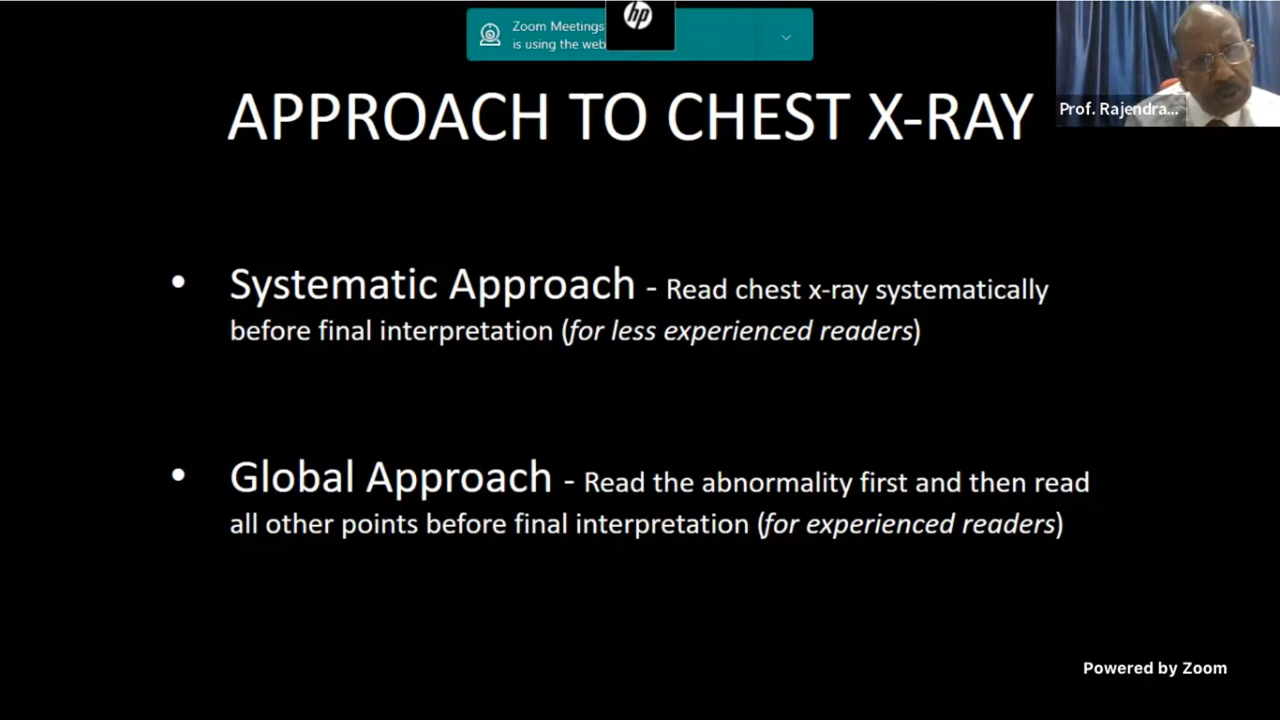 Zoom Meetings
is using the web
hp
APPROACH TO CHEST X-RAY
Prof. Rajendra...
• Systematic Approach - Read chest x-ray systematically
before final interpretation (for less experienced readers)
• Global Approach - Read the abnormality first and then read
all other points before final interpretation (for experienced readers)
Powered by Zoom